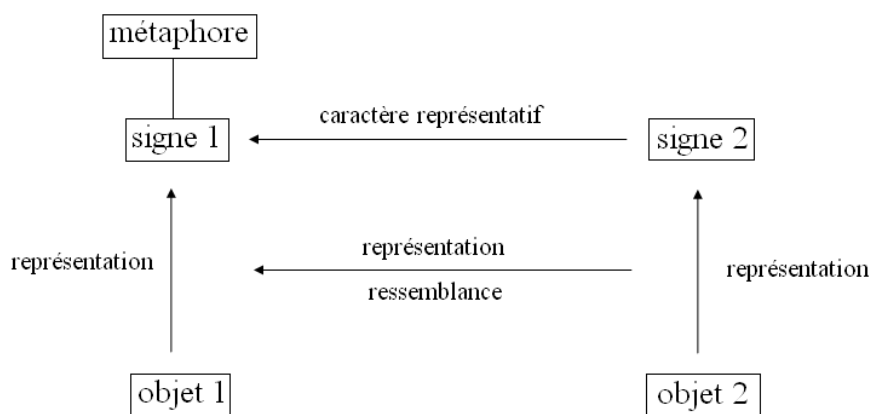 métaphore
caractère représentatif
signe 1
signe 2
représentation
représentation
ressemblance
représentation
objet 1
objet 2